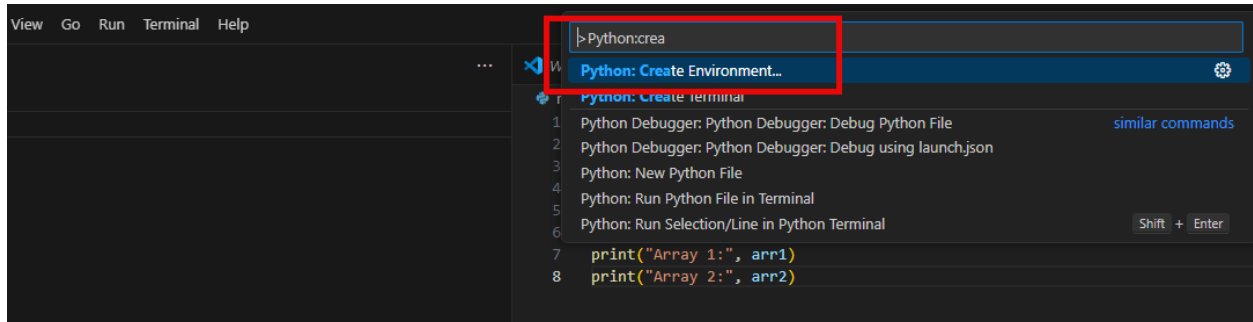 View Go Run Terminal Help
>Python:crea
Python: Create Environment...
Python: Create Terminal
1 Python Debugger: Python Debugger: Debug Python File similar commands
2 Python Debugger: Python Debugger: Debug using launch.json
3 Python: New File
4 Python: Run Python File in Terminal
5 Python: Run Selection/Line in Python Terminal Shift + Enter
6
7 print("Array 1:", arr1)
8 print("Array 2:", arr2)